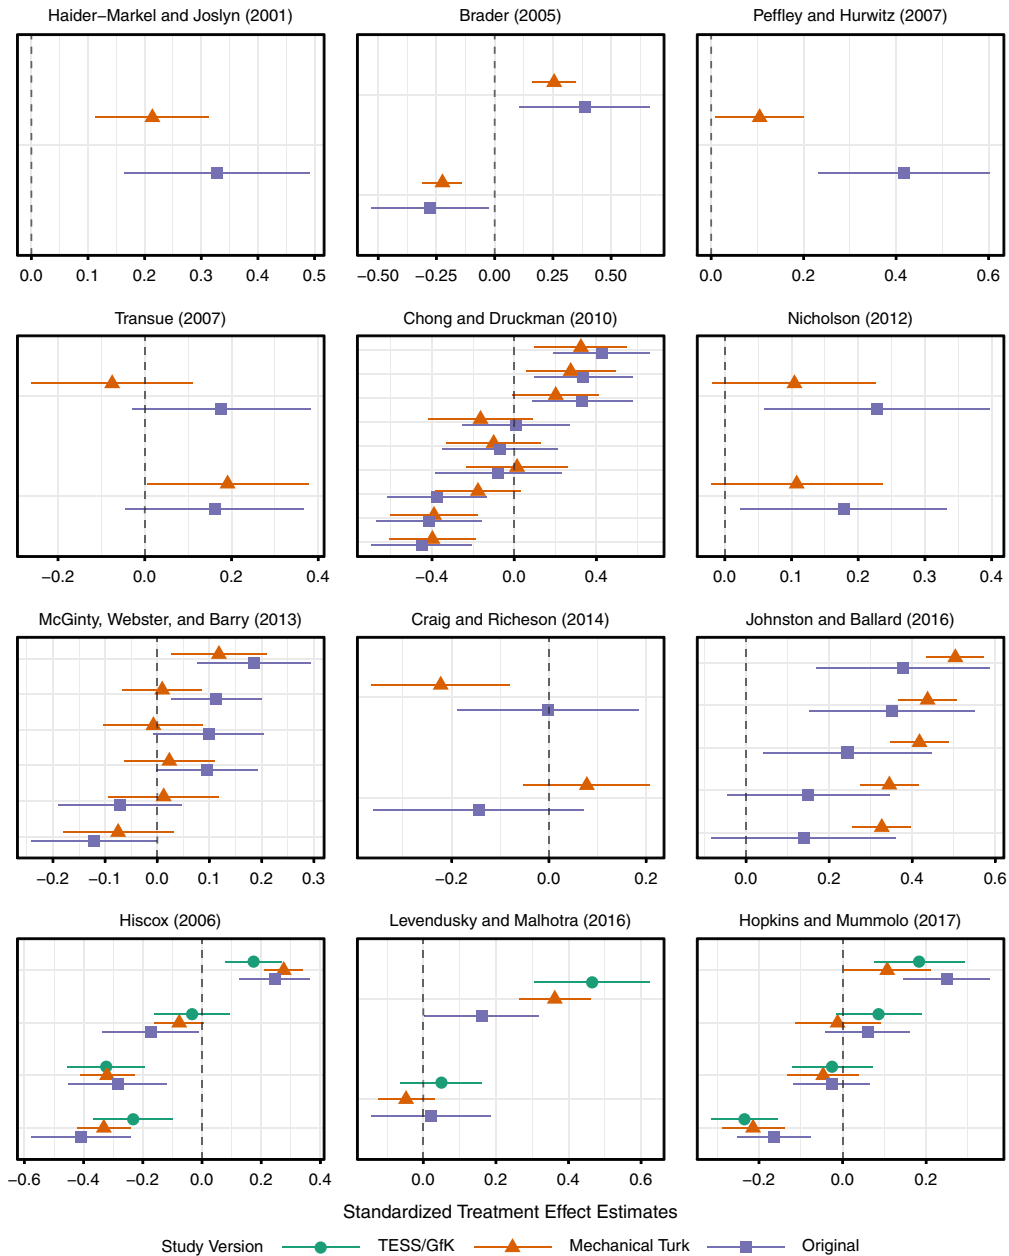 Haider−Markel and Joslyn (2001) Brader (2005) Peffley and Hurwitz (2007)
0.0 0.1 0.2 0.3 0.4 0.5 −0.50 −0.25 0.00 0.25 0.50 0.0 0.2 0.4 0.6
Transue (2007) Chong and Druckman (2010) Nicholson (2012)
−0.2 0.0 0.2 0.4 −0.4 0.0 0.4 0.0 0.1 0.2 0.3 0.4
McGinty, Webster, and Barry (2013) Craig and Richeson (2014) Johnston and Ballard (2016)
−0.2 −0.1 0.0 0.1 0.2 0.3 −0.2 0.0 0.2 0.0 0.2 0.4 0.6
Hiscox (2006) Levendusky and Malhotra (2016) Hopkins and Mummolo (2017)
−0.6 −0.4 −0.2 0.0 0.2 0.4 0.0 0.2 0.4 0.6 −0.2 0.0 0.2
Standardized Treatment Effect Estimates
Study Version TESS/GfK Mechanical Turk Original